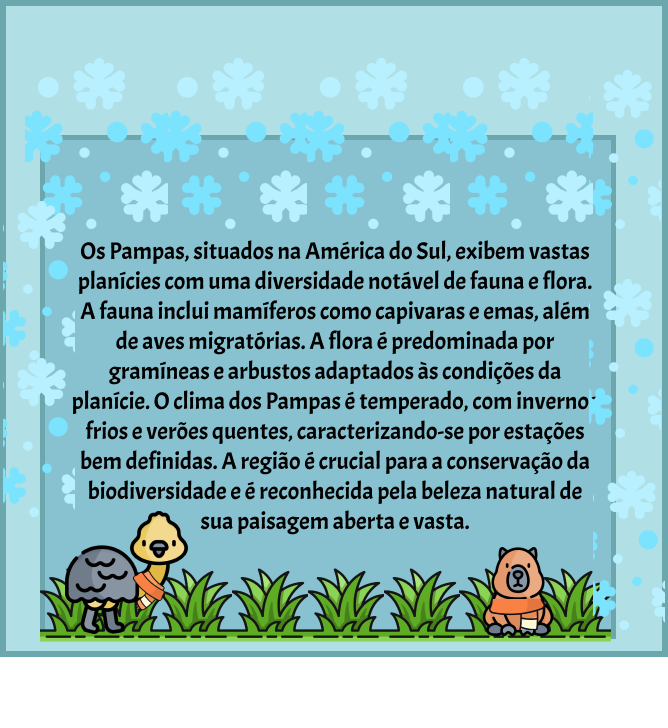 Os Pampas, situados na América do Sul, exibem vastas
planícies com uma diversidade notável de fauna e flora.
A fauna inclui mamíferos como capivaras e emas, além
de aves migratórias. A flora é predominada por
gramíneas e arbustos adaptados às condições da
planície. O clima dos Pampas é temperado, com inverno
frios e verões quentes, caracterizando-se por estações
bem definidas. A região é crucial para a conservação da
biodiversidade e é reconhecida pela beleza natural de
sua paisagem aberta e vasta.